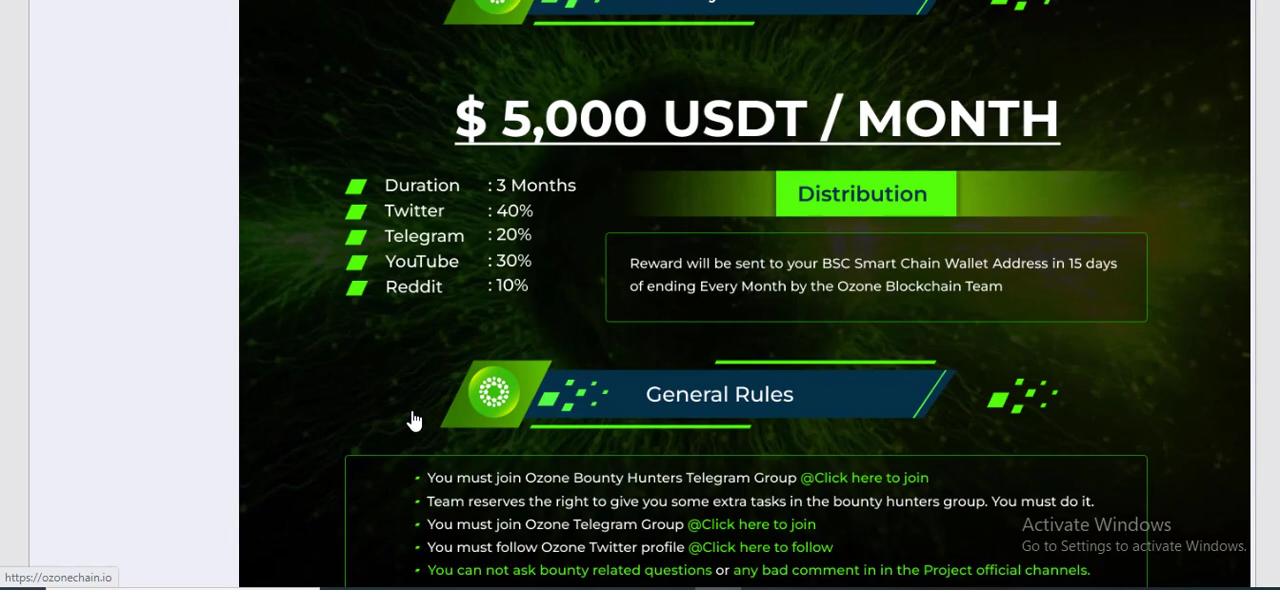 $ 5,000 USDT / MONTH
Duration : 3 Months
Twitter : 40%
Telegram : 20%
YouTube : 30%
Reddit : 10%
Distribution
Reward will be sent to your BSC Smart Chain Wallet Address in 15 days
of ending Every Month by the Ozone Blockchain Team
General Rules
You must join Ozone Bounty Hunters Telegram Group @Click here to join
Team reserves the right to give you some extra tasks in the bounty hunters group. You must do it.
You must join Ozone Telegram Group @Click here to join
You must follow Ozone Twitter profile @Click here to follow
You can not ask bounty related questions or any bad comment in in the Project official channels.
Activate Windows
Go to Settings to activate Windows.
https://ozonechain.io